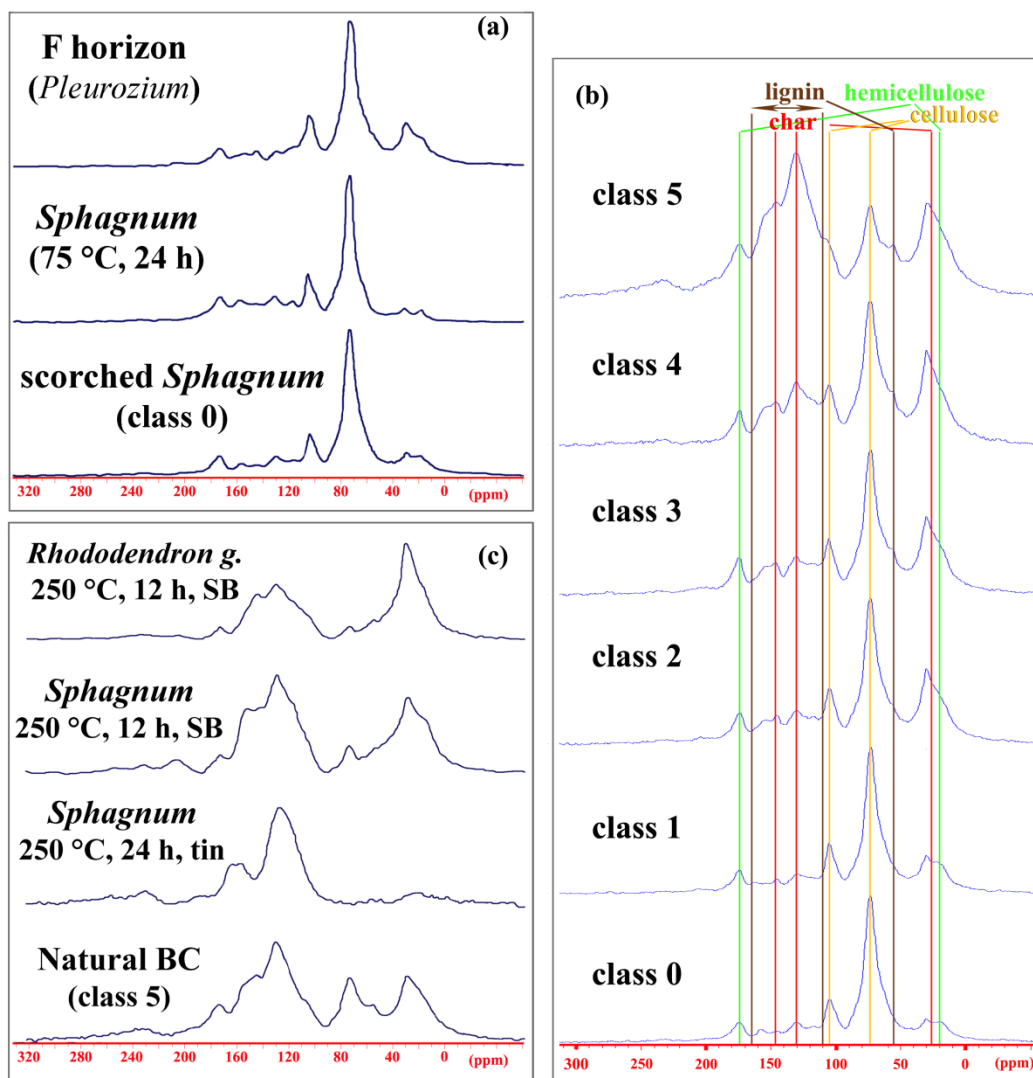 (a)
F horizon
(Pleurozium)
Sphagnum
(75 °C, 24 h)
scorched Sphagnum
(class 0)
320 280 240 200 160 120 80 40 0 (ppm)
(b)
lignin
hemicellulose
cellulose
char
class 5
class 4
class 3
class 2
class 1
class 0
300 250 200 150 100 50 0 (ppm)
(c)
Rhododendron g.
250 °C, 12 h, SB
Sphagnum
250 °C, 12 h, SB
Sphagnum
250 °C, 24 h, tin
Natural BC
(class 5)
320 280 240 200 160 120 80 40 0 (ppm)